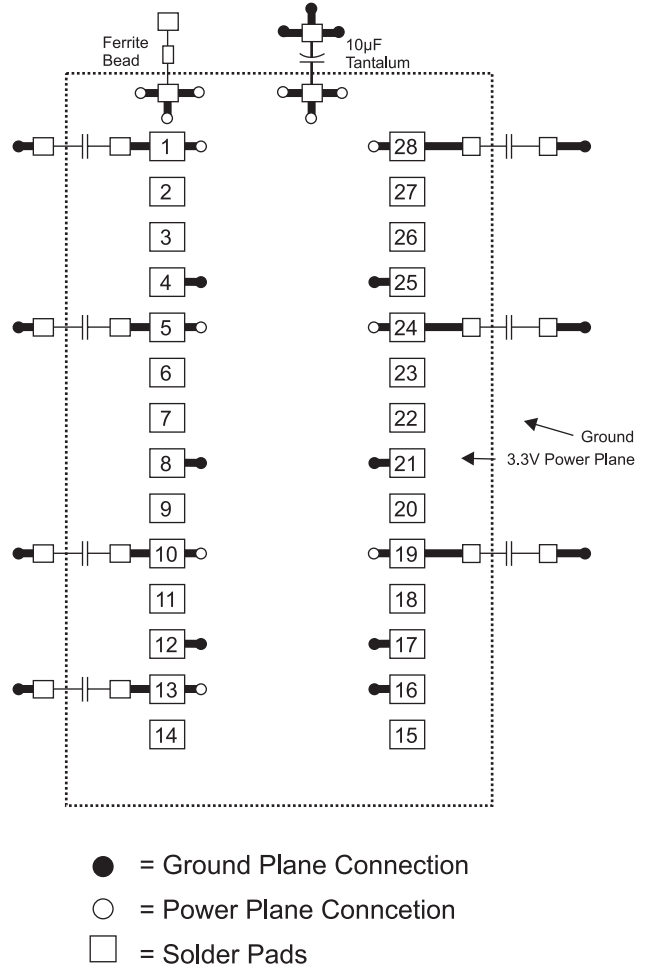 Ferrite
Bead
10µF
Tantalum
1 28
2 27
3 26
4 25
5 24
6 23
7 22
Ground
8 21
3.3V Power Plane
9 20
10 19
11 18
12 17
13 16
14 15
= Ground Plane Connection
= Power Plane Conncetion
= Solder Pads